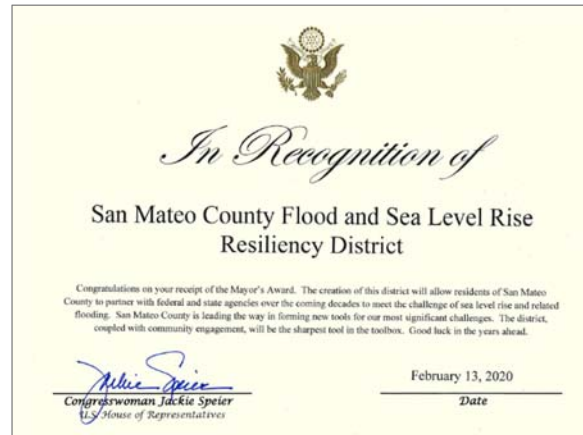 In Recognition of
San Mateo County Flood and Sea Level Rise
Resiliency District
Congratulations on your receipt of the Mayor's Award. The creation of this district will allow residents of San Mateo
County to partner with federal and state agencies over the coming decades to meet the challenge of sea level rise and related
flooding. San Mateo County is leading the way in forming new tools for our most significant challenges. The district,
coupled with community engagement, will be the sharpest tool in the toolbox. Good luck in the years ahead.
Jackie Speier
February 13, 2020
Congresswoman Jackie Speier
Date
U.S. House of Representatives